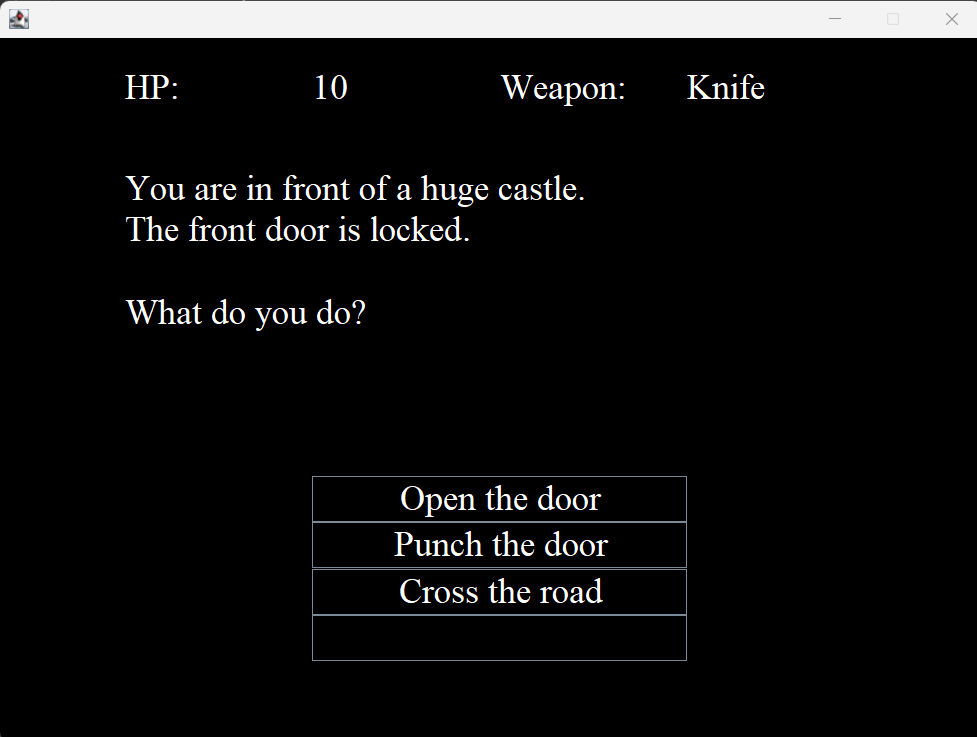 HP: 10 Weapon: Knife
You are in front of a huge castle.
The front door is locked.
What do you do?
Open the door
Punch the door
Cross the road